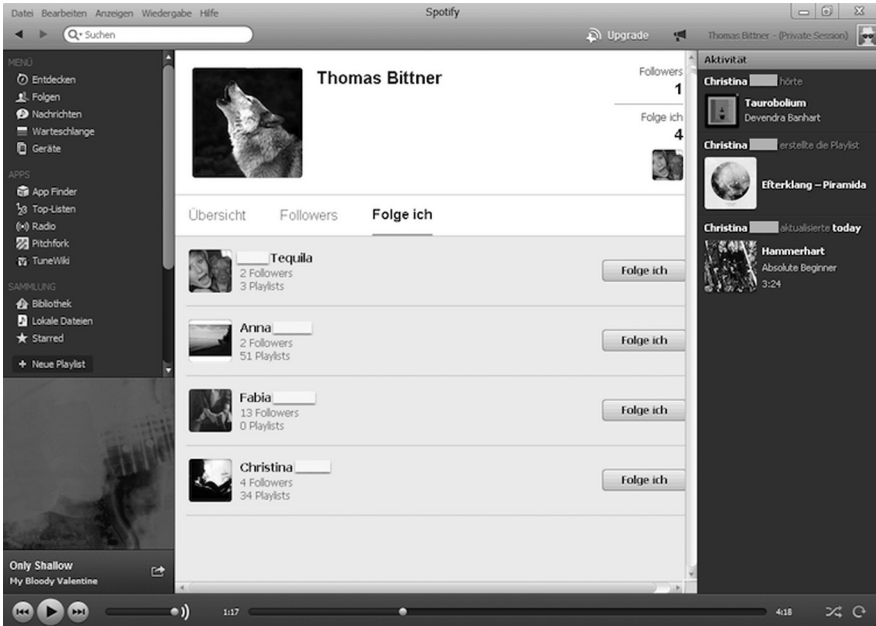 Datei Bearbeiten Anzeigen Wiedergabe Hilfe
Spotify
Suchen
Upgrade
Thomas Bittner – (Private Session)
MENÜ
Entdecken
Folgen
Nachrichten
Warteschlange
Geräte
APPS
App Finder
Top-Listen
Radio
Pitchfork
TuneWiki
SAMMLUNG
Bibliothek
Lokale Dateien
Starred
+ Neue Playlist
Only Shallow
My Bloody Valentine
Thomas Bittner
Followers
1
Folge ich
4
Übersicht Followers Folge ich
Tequila
2 Followers
3 Playlists
Folge ich
Anna
2 Followers
51 Playlists
Folge ich
Fabia
13 Followers
0 Playlists
Folge ich
Christina
4 Followers
34 Playlists
Folge ich
Aktivität
Christina hörte
Taurobolium
Devendra Banhart
Christina erstellte die Playlist
Efterklang – Piramida
Christina aktualisierte today
Hammerhart
Absolute Beginner
3:24
1:17
4:18